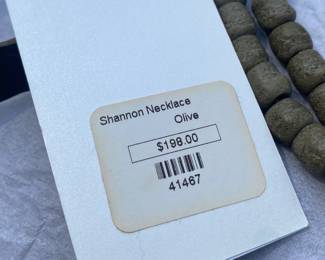 Shannon Necklace
Olive
$198.00
41467